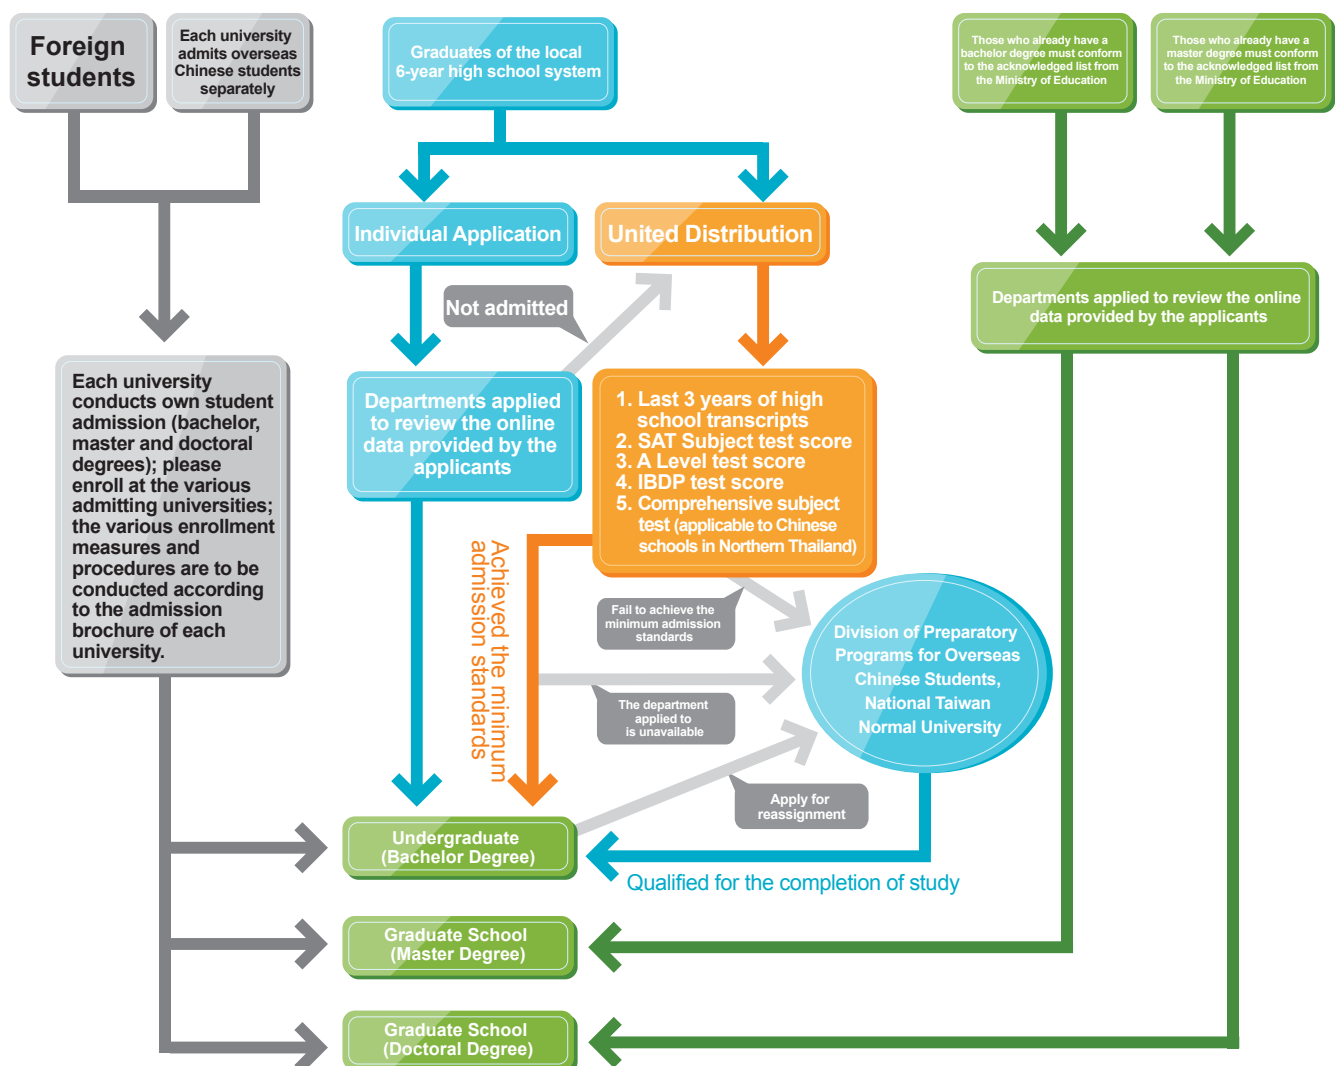 Foreign
students
Each university
admits overseas
Chinese students
separately
Graduates of the local
6-year high school system
Those who already have a
bachelor degree must conform
to the acknowledged list from
the Ministry of Education
Those who already have a
master degree must conform
to the acknowledged list from
the Ministry of Education
Individual Application
United Distribution
Not admitted
Departments applied to review the online
data provided by the applicants
Each university
conducts own student
admission (bachelor,
master and doctoral
degrees); please
enroll at the various
admitting universities;
the various enrollment
measures and
procedures are to be
conducted according
to the admission
brochure of each
university.
Departments applied
to review the online
data provided by the
applicants
1. Last 3 years of high
school transcripts
2. SAT Subject test score
3. A Level test score
4. IBDP test score
5. Comprehensive subject
test (applicable to Chinese
schools in Northern Thailand)
Achieved the minimum
admission standards
Fail to achieve the
minimum admission
standards
The department
applied to
is unavailable
Apply for
reassignment
Division of Preparatory
Programs for Overseas
Chinese Students,
National Taiwan
Normal University
Undergraduate
(Bachelor Degree)
Qualified for the completion of study
Graduate School
(Master Degree)
Graduate School
(Doctoral Degree)